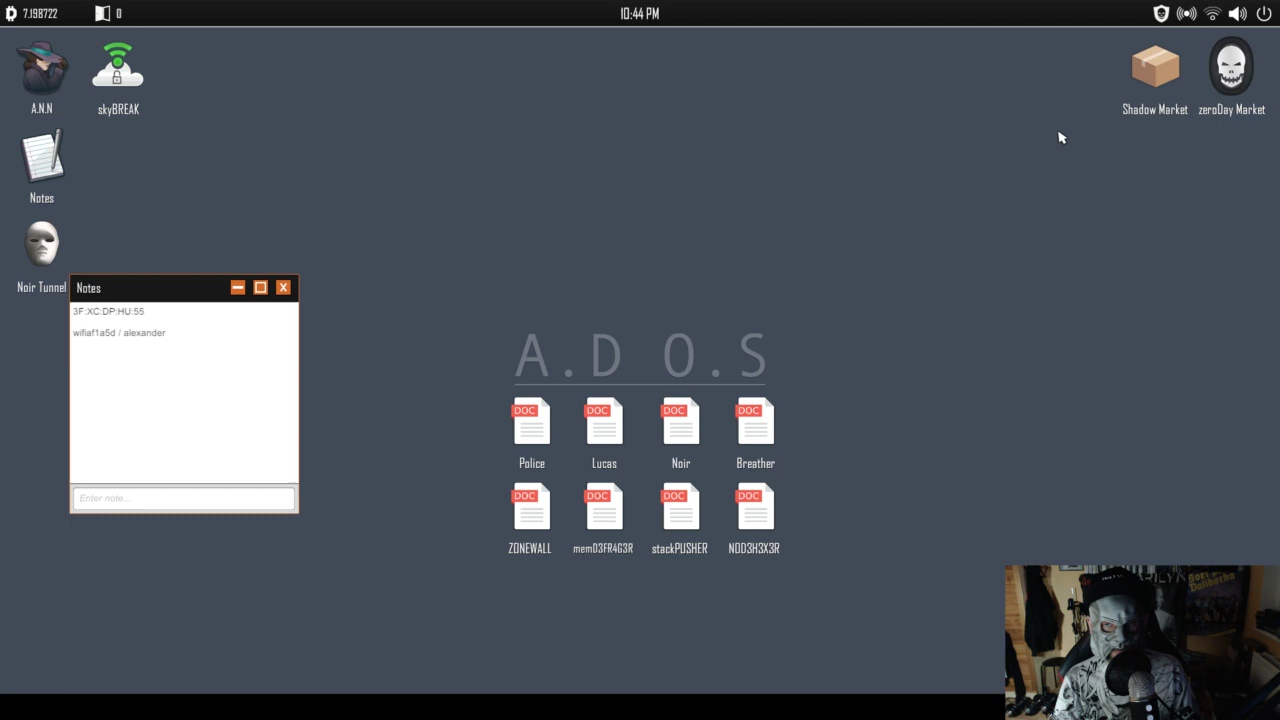 7.198722
0
10:44 PM
A.N.N
skyBREAK
Shadow Market
zeroDay Market
Notes
Noir Tunnel
Notes
3F:XC:DP:HU:55
wifiaf1a5d / alexander
Enter note...
A.D O.S
DOC
DOC
DOC
DOC
Police
Lucas
Noir
Breather
DOC
DOC
DOC
DOC
ZONEWALL
memD3FR4G3R
stackPUSHER
NODEH3X3R